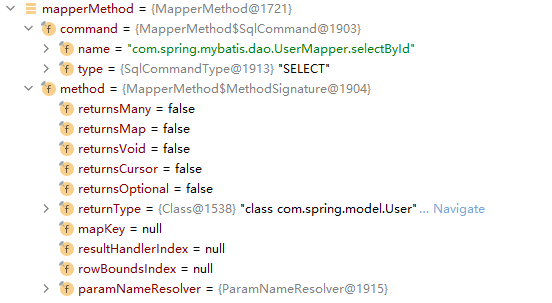 mapperMethod = {MapperMethod@1721}
command = {MapperMethod$SqlCommand@1903}
name = "com.spring.mybatis.dao.UserMapper.selectById"
type = {SqlCommandType@1913} "SELECT"
method = {MapperMethod$MethodSignature@1904}
returnsMany = false
returnsMap = false
returnsVoid = false
returnsCursor = false
returnsOptional = false
returnType = {Class@1538} "class com.spring.model.User" ... Navigate
mapKey = null
resultHandlerIndex = null
rowBoundsIndex = null
paramNameResolver = {ParamNameResolver@1915}